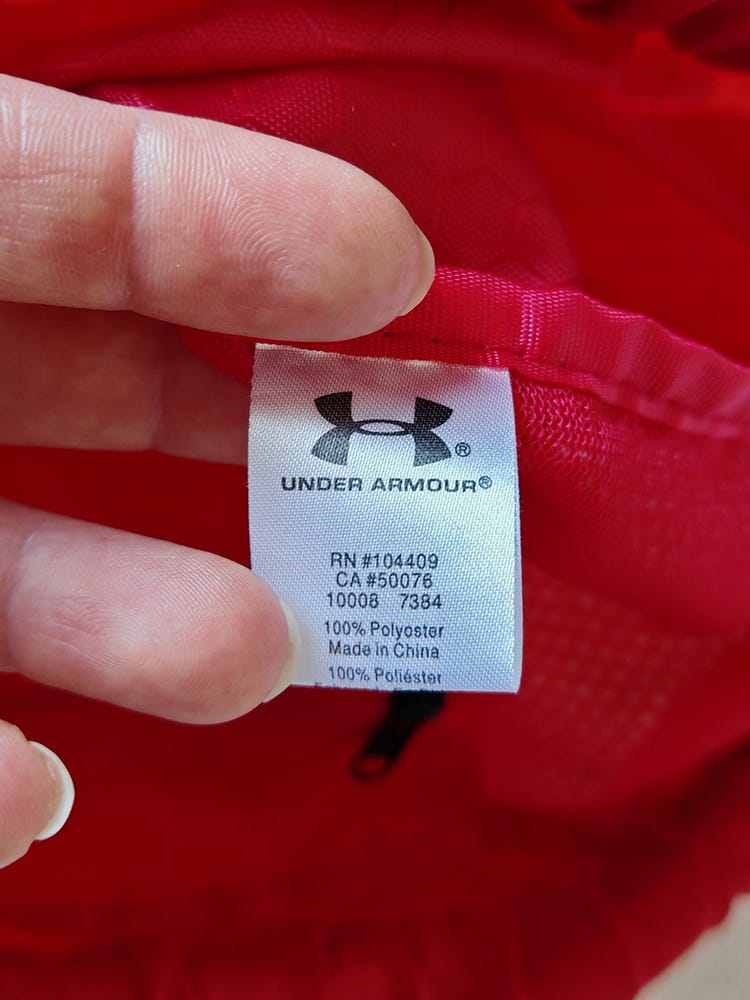 ®
UNDER ARMOUR®
RN #104409
CA #50076
10008 7384
100% Polyoster
Made in China
100% Poliéster